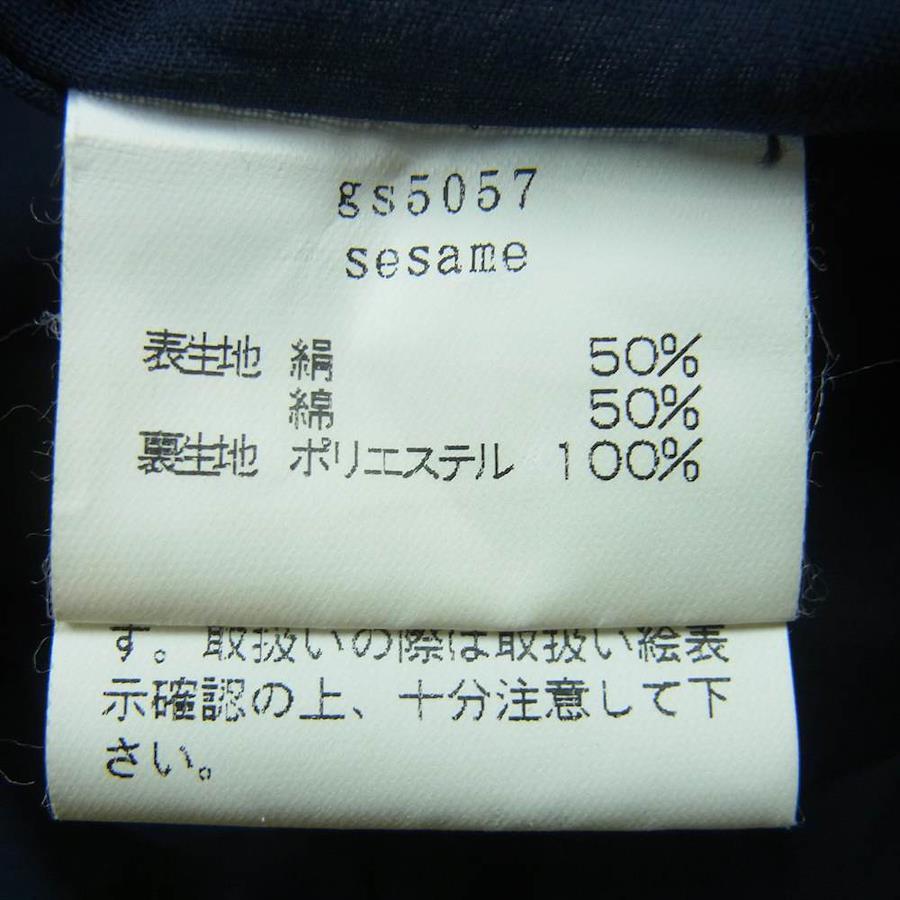 gs5057
sesame
表生地 絹 50%
綿 50%
裏生地 ポリエステル 100%
す。取扱いの際は取扱い絵表
示確認の上、十分注意して下
さい。